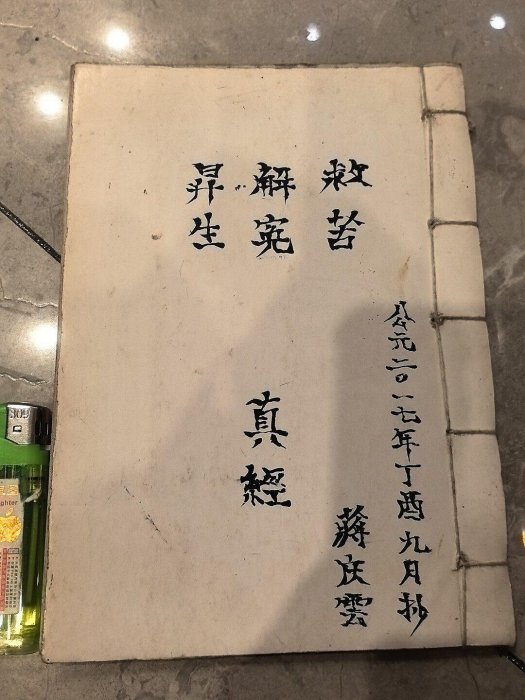 公元二〇一七年丁酉九月抄
蔣庆雲
救苦
解冤
昇生
真經